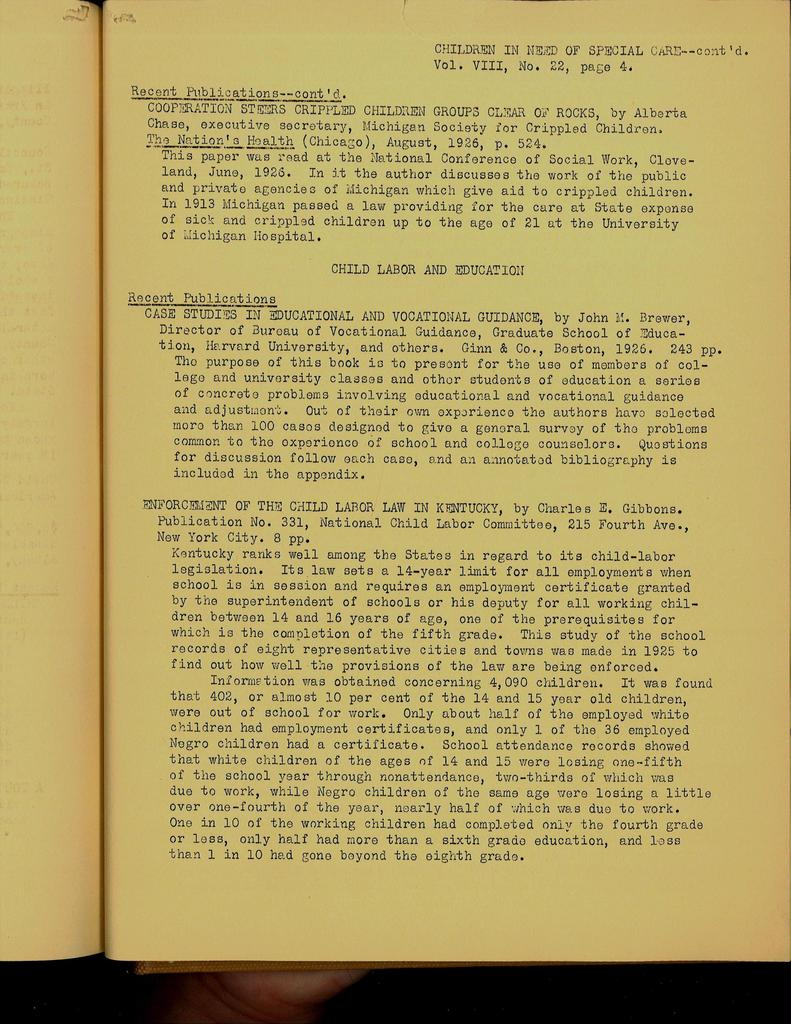 CHILDREN IN NEED OF SPECIAL CARE--cont'd.
Vol. VIII, No. 22, page 4.
Recent Publications--cont'd.
COOPERATION STEERS CRIPPLED CHILDREN GROUPS CLEAR OF ROCKS, by Alberta
Chase, executive secretary, Michigan Society for Crippled Children.
The Nation's Health (Chicago), August, 1926, p. 524.
This paper was read at the National Conference of Social Work, Cleve-
land, June, 1926. In it the author discusses the work of the public
and private agencies of Michigan which give aid to crippled children.
In 1913 Michigan passed a law providing for the care at State expense
of sick and crippled children up to the age of 21 at the University
of Michigan Hospital.
CHILD LABOR AND EDUCATION
Recent Publications
CASE STUDIES IN EDUCATIONAL AND VOCATIONAL GUIDANCE, by John M. Brewer,
Director of Bureau of Vocational Guidance, Graduate School of Educa-
tion, Harvard University, and others. Ginn & Co., Boston, 1926. 243 pp.
The purpose of this book is to present for the use of members of col-
lege and university classes and other students of education a series
of concrete problems involving educational and vocational guidance
and adjustment. Out of their own experience the authors have selected
more than 100 cases designed to give a general survey of the problems
common to the experience of school and college counselors. Questions
for discussion follow each case, and an annotated bibliography is
included in the appendix.
ENFORCEMENT OF THE CHILD LABOR LAW IN KENTUCKY, by Charles E. Gibbons.
Publication No. 331, National Child Labor Committee, 215 Fourth Ave.,
New York City. 8 pp.
Kentucky ranks well among the States in regard to its child-labor
legislation. Its law sets a 14-year limit for all employments when
school is in session and requires an employment certificate granted
by the superintendent of schools or his deputy for all working chil-
dren between 14 and 16 years of age, one of the prerequisites for
which is the completion of the fifth grade. This study of the school
records of eight representative cities and towns was made in 1925 to
find out how well the provisions of the law are being enforced.
Information was obtained concerning 4,090 children. It was found
that 402, or almost 10 per cent of the 14 and 15 year old children,
were out of school for work. Only about half of the employed white
children had employment certificates, and only 1 of the 36 employed
Negro children had a certificate. School attendance records showed
that white children of the ages of 14 and 15 were losing one-fifth
of the school year through nonattendance, two-thirds of which was
due to work, while Negro children of the same age were losing a little
over one-fourth of the year, nearly half of which was due to work.
One in 10 of the working children had completed only the fourth grade
or less, only half had more than a sixth grade education, and less
than 1 in 10 had gone beyond the eighth grade.